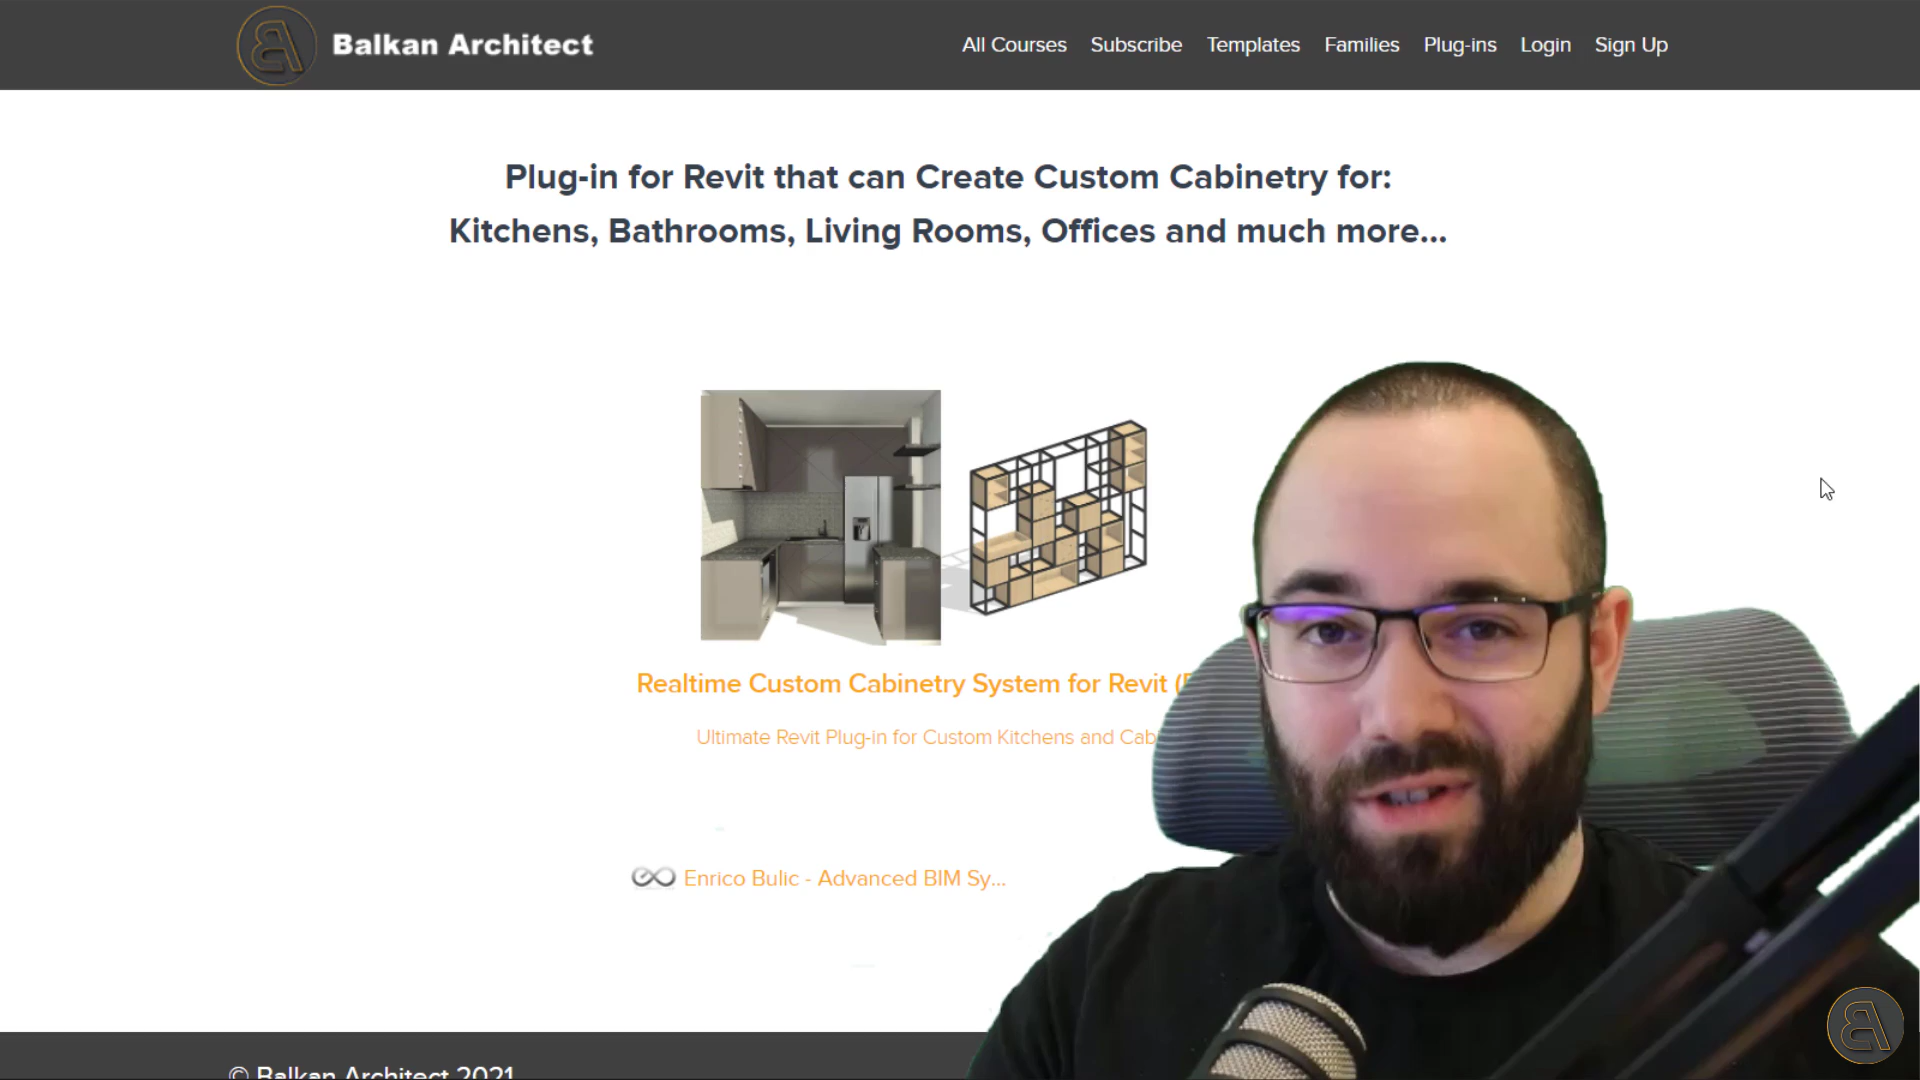 Balkan Architect
All Courses Subscribe Templates Families Plug-ins Login Sign Up
Plug-in for Revit that can Create Custom Cabinetry for:
Kitchens, Bathrooms, Living Rooms, Offices and much more...
Realtime Custom Cabinetry System for Revit
Ultimate Revit Plug-in for Custom Kitchens and Cab
Enrico Bulic - Advanced BIM Sy...
© Balkan Architect 2021